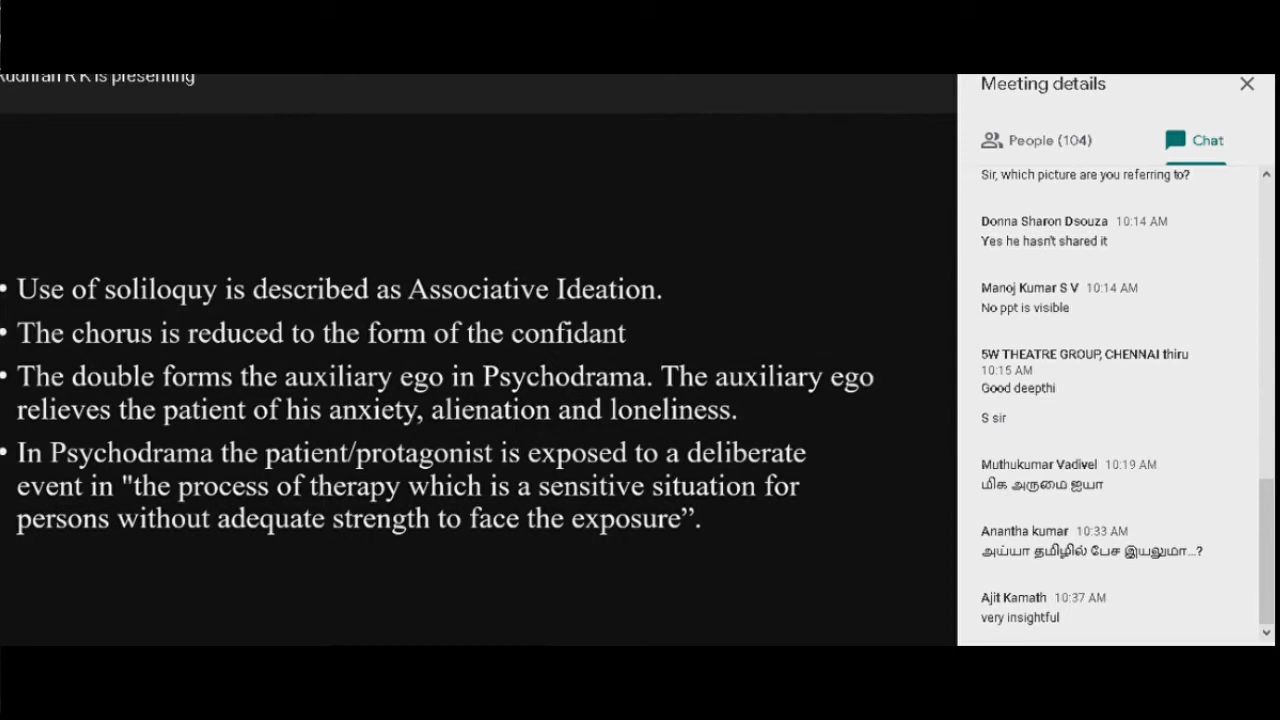 Rudhran R K is presenting
• Use of soliloquy is described as Associative Ideation.
• The chorus is reduced to the form of the confidant
• The double forms the auxiliary ego in Psychodrama. The auxiliary ego
relieves the patient of his anxiety, alienation and loneliness.
• In Psychodrama the patient/protagonist is exposed to a deliberate
event in "the process of therapy which is a sensitive situation for
persons without adequate strength to face the exposure”.
Meeting details
People (104)
Chat
Sir, which picture are you referring to?
Donna Sharon Dsouza 10:14 AM
Yes he hasn't shared it
Manoj Kumar S V 10:14 AM
No ppt is visible
5W THEATRE GROUP, CHENNAI thiru
10:15 AM
Good deepthi
S sir
Muthukumar Vadivel 10:19 AM
மிக அருமை ஐயா
Anantha kumar 10:33 AM
அய்யா தமிழில் பேச இயலுமா...?
Ajit Kamath 10:37 AM
very insightful